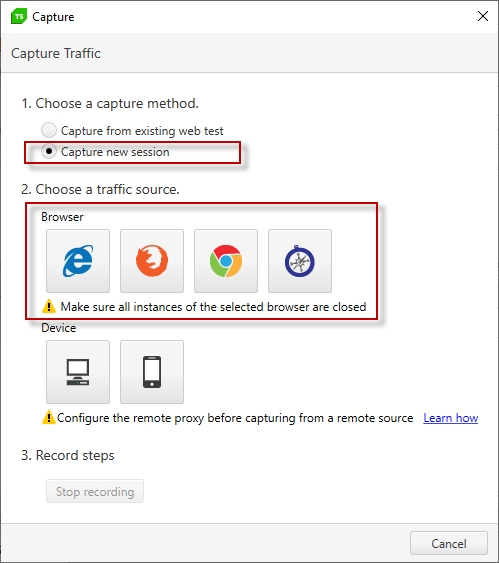 TS Capture
Capture Traffic
1. Choose a capture method.
Capture from existing web test
Capture new session
2. Choose a traffic source.
Browser
Make sure all instances of the selected browser are closed
Device
Configure the remote proxy before capturing from a remote source Learn how
3. Record steps
Stop recording
Cancel